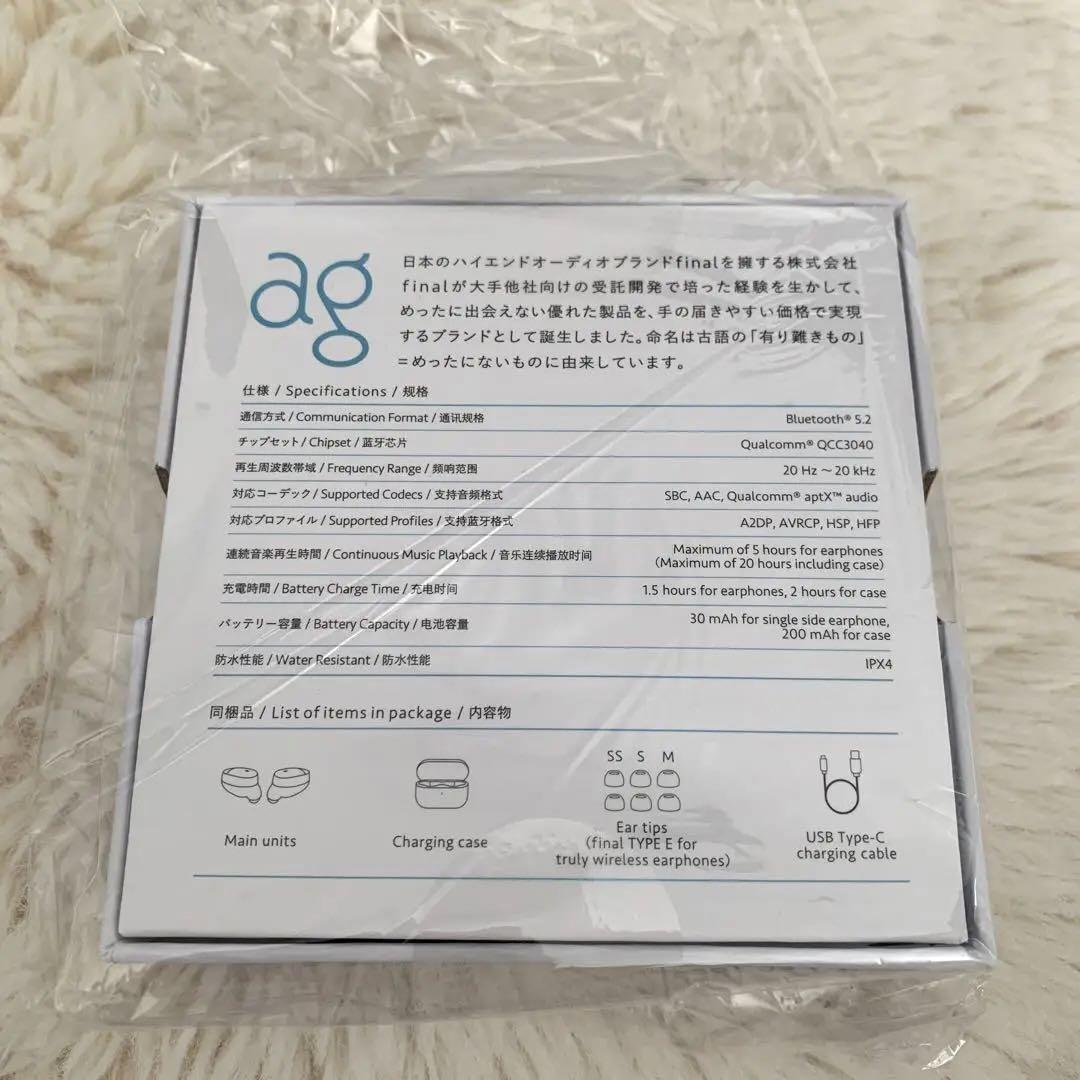 ag
日本のハイエンドオーディオブランドfinalを擁する株式会社
finalが大手他社向けの受託開発で培った経験を生かして、
めったに出会えない優れた製品を、手の届きやすい価格で実現
するブランドとして誕生しました。命名は古語の「有り難きもの」
=めったにないものに由来しています。
仕様 / Specifications / 规格
通信方式 / Communication Format / 通讯规格 Bluetooth® 5.2
チップセット / Chipset / 蓝牙芯片 Qualcomm® QCC3040
再生周波数帯域 / Frequency Range / 频响范围 20 Hz ～ 20 kHz
対応コーデック / Supported Codecs / 支持音频格式 SBC, AAC, Qualcomm® aptX™ audio
対応プロファイル / Supported Profiles / 支持蓝牙格式 A2DP, AVRCP, HSP, HFP
連続音楽再生時間 / Continuous Music Playback / 音乐连续播放时间 Maximum of 5 hours for earphones
(Maximum of 20 hours including case)
充電時間 / Battery Charge Time / 充电时间 1.5 hours for earphones, 2 hours for case
バッテリー容量 / Battery Capacity / 电池容量 30 mAh for single side earphone,
200 mAh for case
防水性能 / Water Resistant / 防水性能 IPX4
同梱品 / List of items in package / 内容物
SS S M
Main units
Charging case
Ear tips
(final TYPE E for
truly wireless earphones)
USB Type-C
charging cable